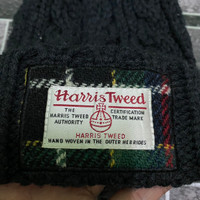 Harris Tweed
THE CERTIFICATION
HARRIS TWEED TRADE MARK
AUTHORITY
HARRIS TWEED
HAND WOVEN IN THE OUTER HEBRIDES